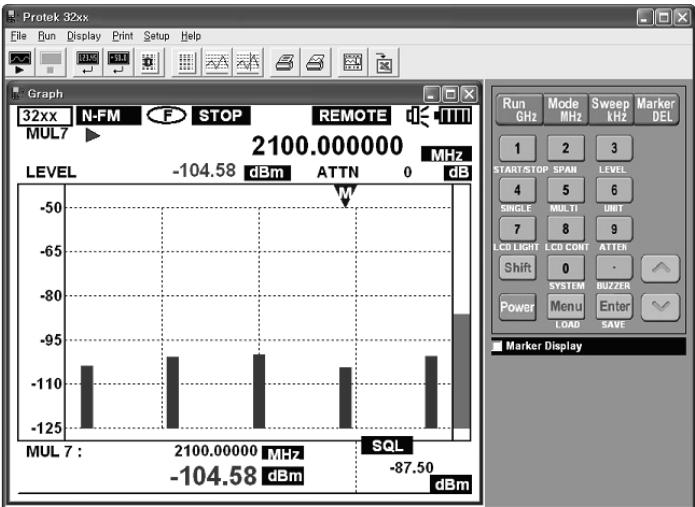 Protek 32xx
File Run Display Print Setup Help
Graph
32xx N-FM F STOP REMOTE
MUL7
2100.000000 MHz
LEVEL -104.58 dBm ATTN 0 dB
M
-50
-65
-80
-95
-110
-125
MUL 7 : 2100.00000 MHz SQL
-104.58 dBm -87.50
dBm
Run GHz Mode MHz Sweep kHz Marker DEL
1 2 3
START/STOP SPAN LEVEL
4 5 6
SINGLE MULTI UNIT
7 8 9
LCD LIGHT LCD CONT ATTEN
Shift 0 .
SYSTEM BUZZER
Power Menu Enter
LOAD SAVE
Marker Display